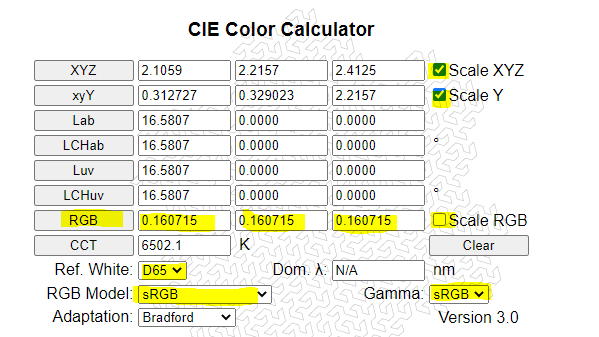 CIE Color Calculator
XYZ 2.1059 2.2157 2.4125 Scale XYZ
xyY 0.312727 0.329023 2.2157 Scale Y
Lab 16.5807 0.0000 0.0000
LCHab 16.5807 0.0000 0.0000 °
Luv 16.5807 0.0000 0.0000
LCHuv 16.5807 0.0000 0.0000 °
RGB 0.160715 0.160715 0.160715 Scale RGB
CCT 6502.1 K Clear
Ref. White: D65 Dom. λ: N/A nm
RGB Model: sRGB Gamma: sRGB
Adaptation: Bradford Version 3.0